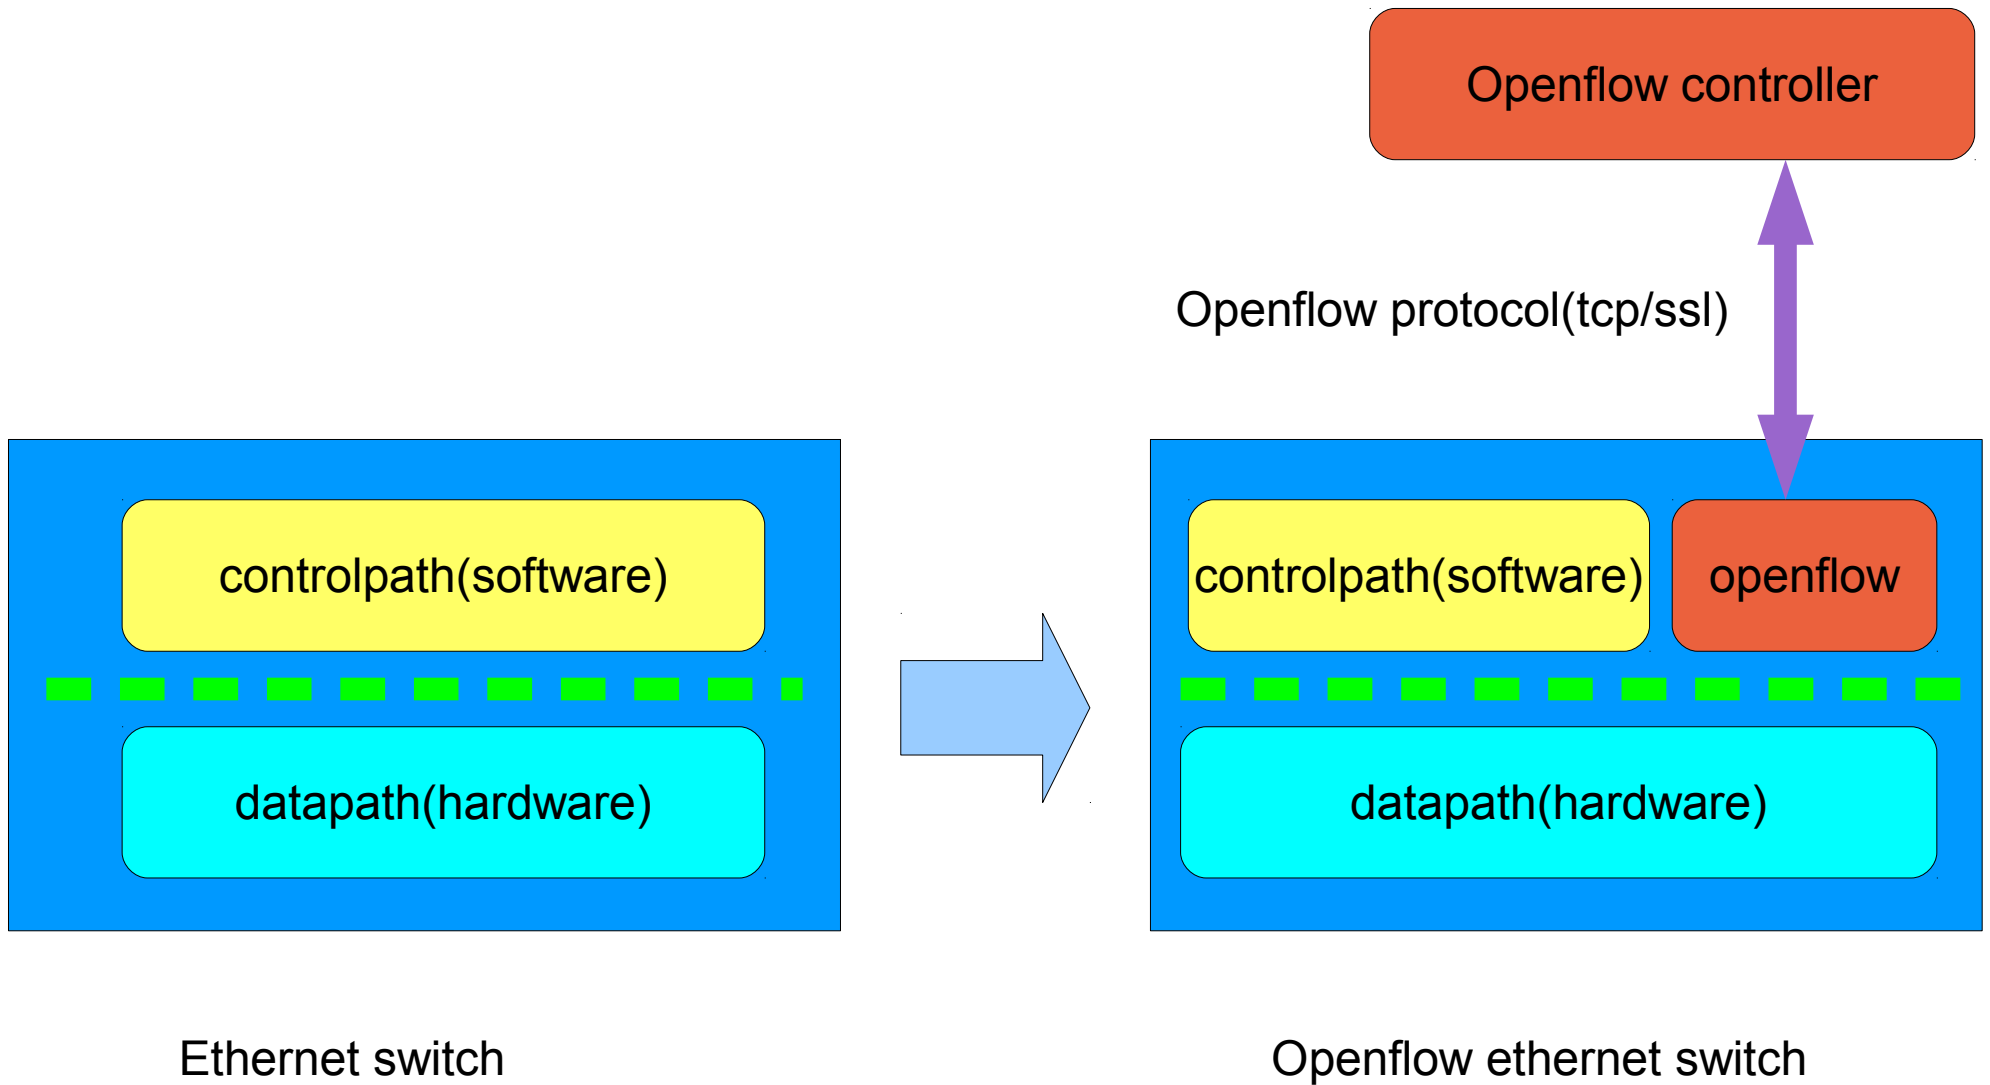 Openflow controller
Openflow protocol(tcp/ssl)
controlpath(software)
datapath(hardware)
Ethernet switch
controlpath(software)
openflow
datapath(hardware)
Openflow ethernet switch